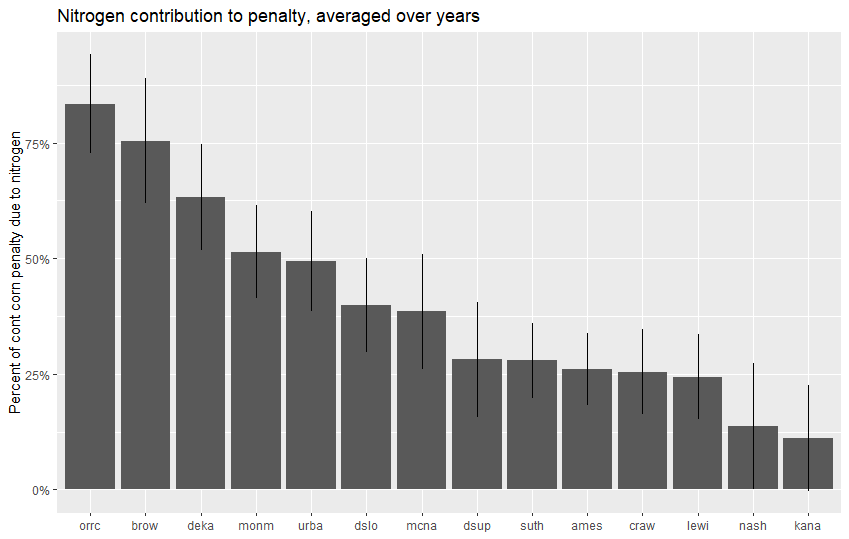 Nitrogen contribution to penalty, averaged over years
Percent of cont corn penalty due to nitrogen
75%
50%
25%
0%
orrc brow deka monm urba dslo mcna dsup suth ames craw lewi nash kana